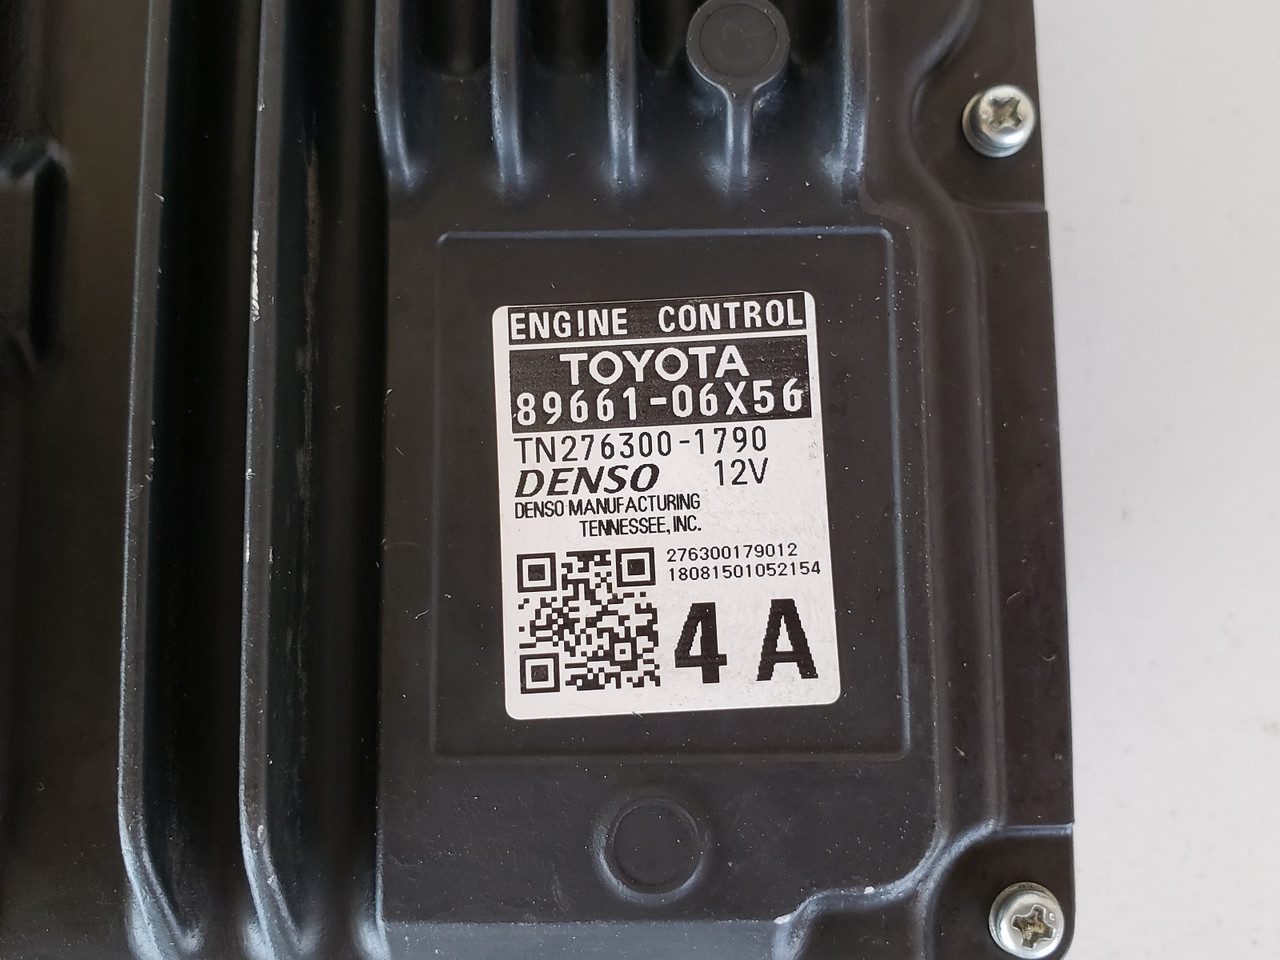 ENGINE CONTROL
TOYOTA
89661-06X56
TN276300-1790
DENSO 12V
DENSO MANUFACTURING
TENNESSEE, INC.
276300179012
18081501052154
4 A